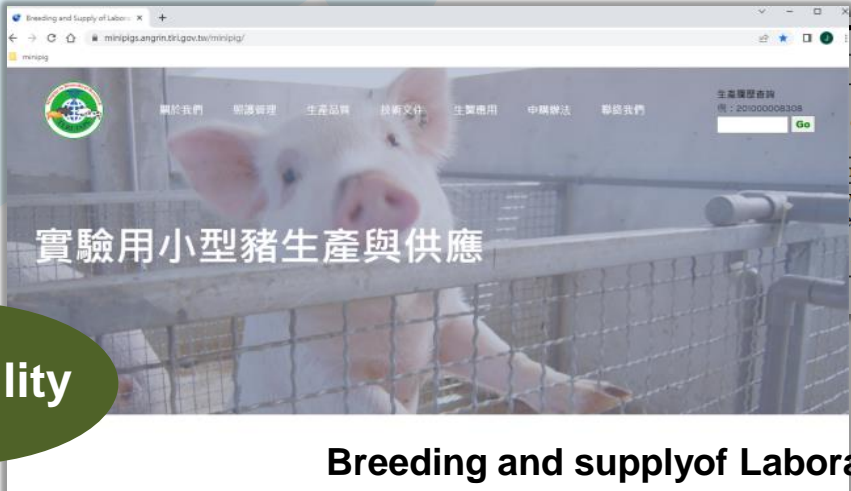 Breeding and Supply of Labor
minipigs.angrin.tlri.gov.tw/minipig/
minipig
關於我們 照護管理 生產品質 技術文件 生醫應用 申購辦法 聯絡我們
生產履歷查詢
例：201000008308
Go
實驗用小型豬生產與供應
lity
Breeding and supplyof Labora